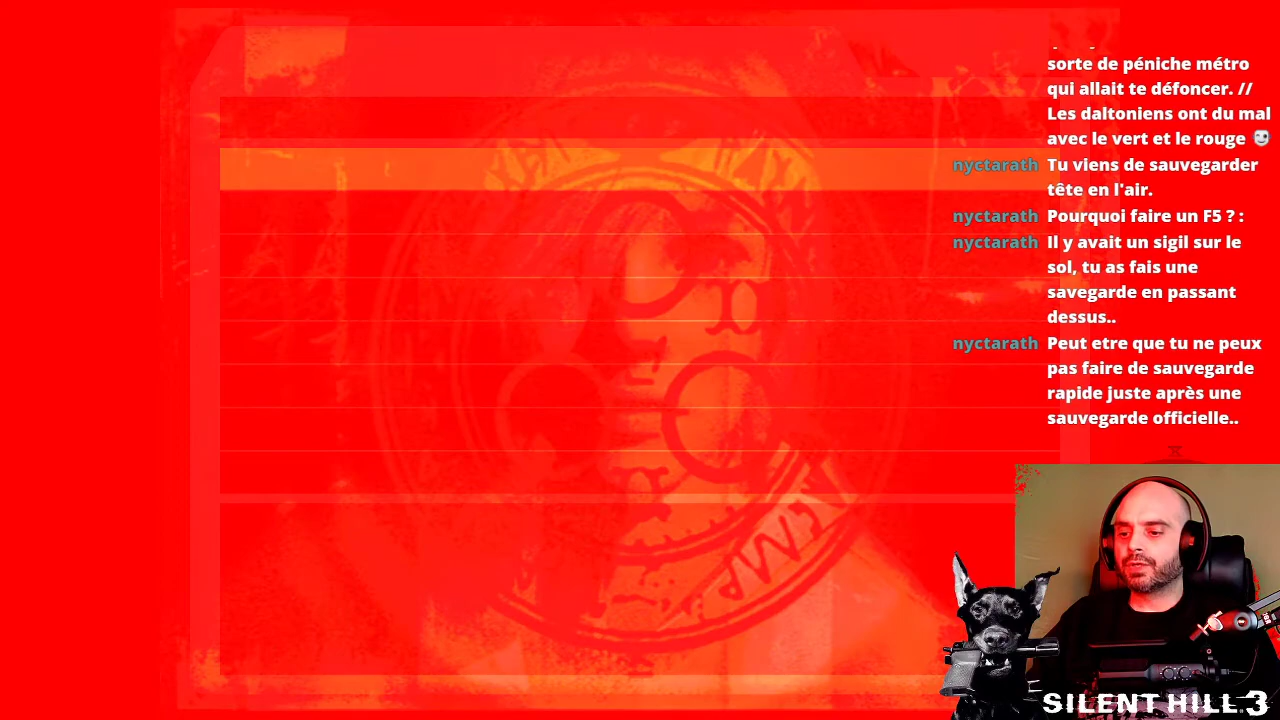 sorte de péniche métro
qui allait te défoncer. //
Les daltoniens ont du mal
avec le vert et le rouge
nyctarath Tu viens de sauvegarder
tête en l'air.
nyctarath Pourquoi faire un F5 ? :
nyctarath Il y avait un sigil sur le
sol, tu as fais une
savegarde en passant
dessus..
nyctarath Peut etre que tu ne peux
pas faire de sauvegarde
rapide juste après une
sauvegarde officielle..
SILENT HILL 3